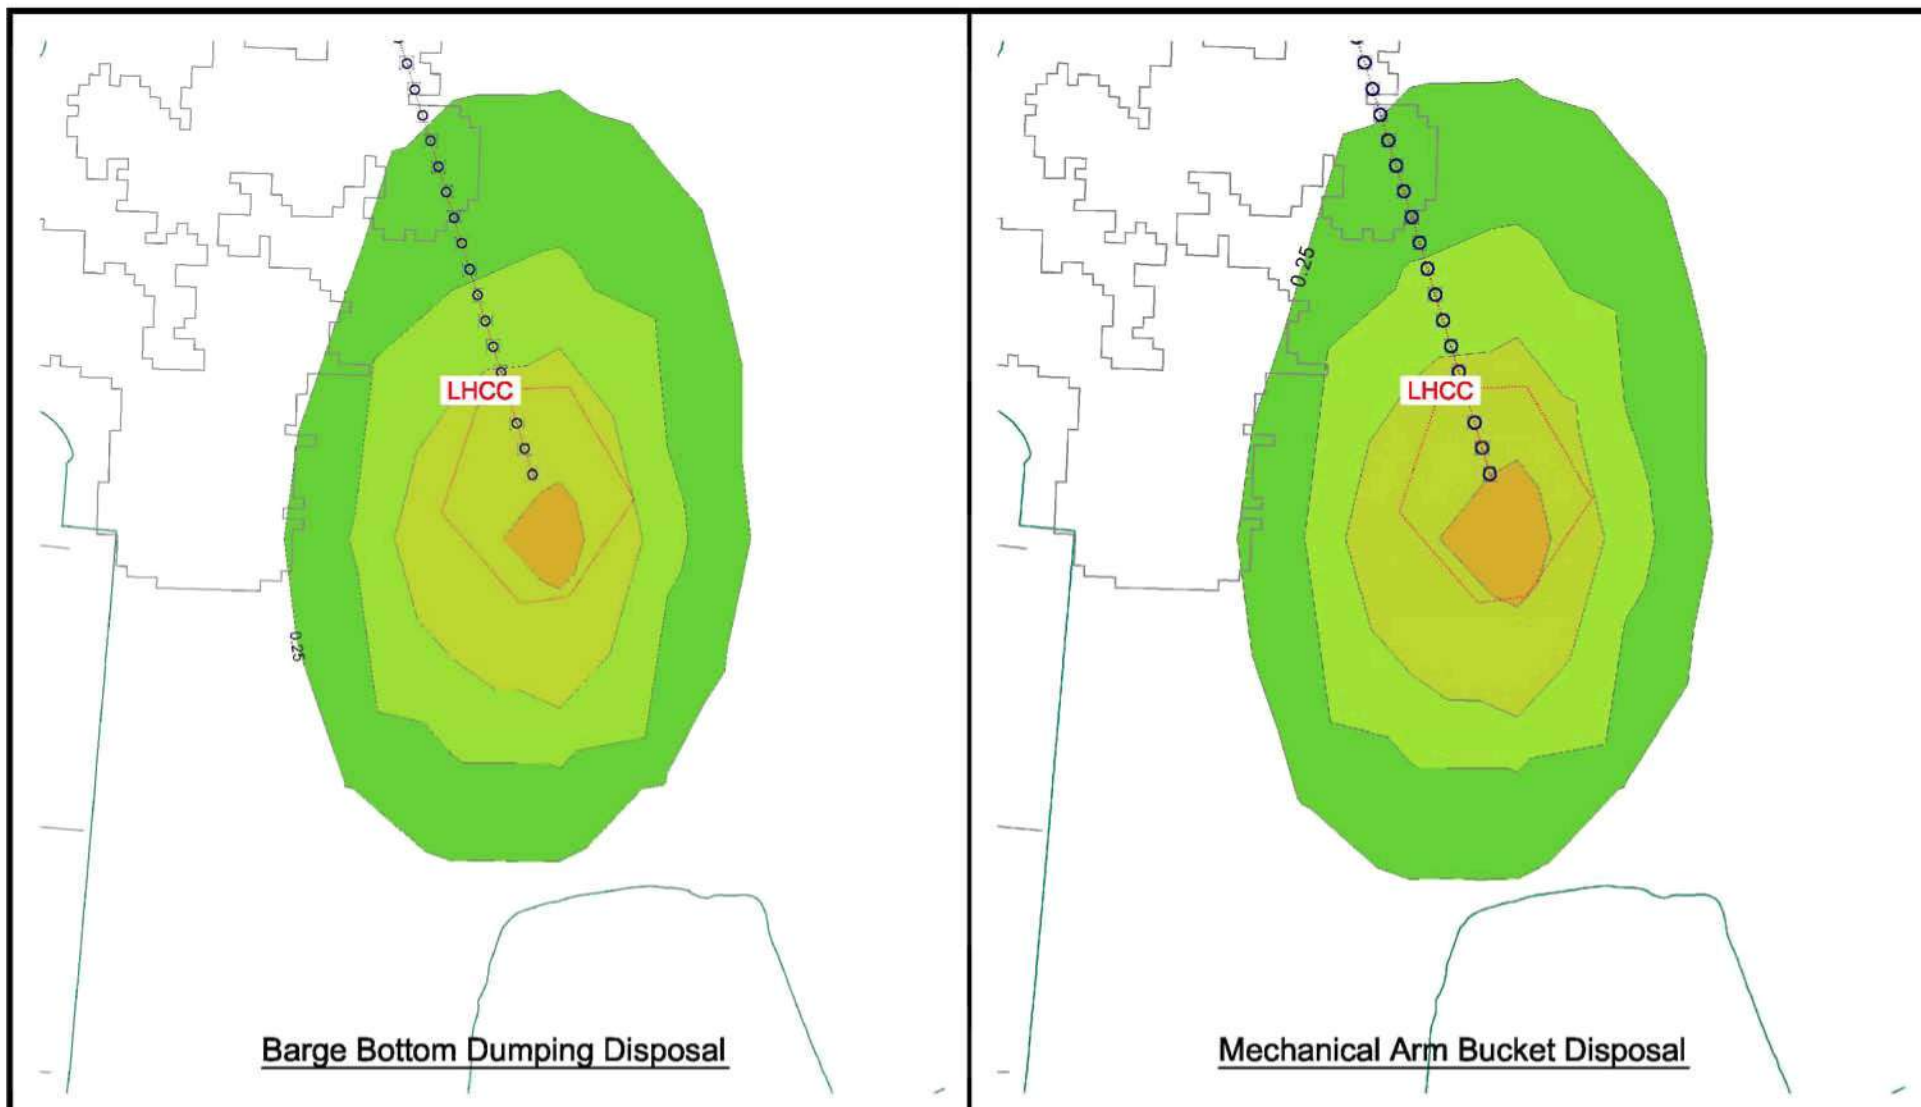 LHCC
0.25
Barge Bottom Dumping Disposal
0.25
LHCC
Mechanical Arm Bucket Disposal